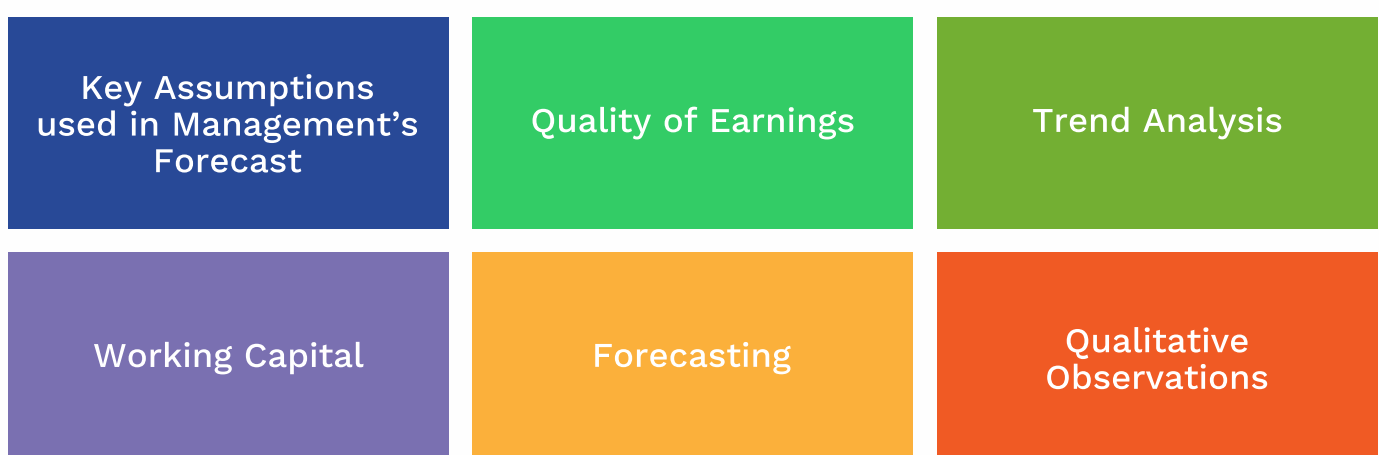 Key Assumptions
used in Management’s
Forecast
Quality of Earnings
Trend Analysis
Working Capital
Forecasting
Qualitative
Observations